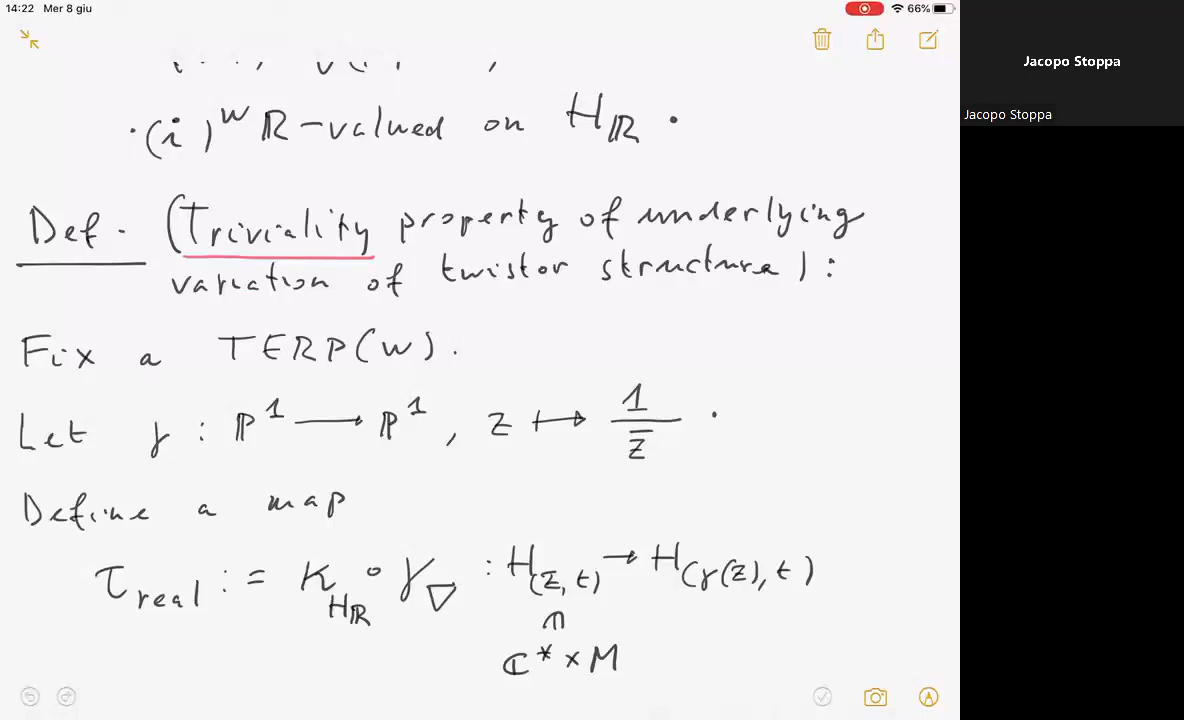 14:22 Mer 8 giu
66%
Jacopo Stoppa
Jacopo Stoppa
· (i)^w ℝ-valued on H_ℝ .
Def. (Triviality property of underlying
variation of twistor structure) :
Fix a TERP(w).
Let γ : ℙ^1 ⟶ ℙ^1 , z ⟼ 1/z̄ .
Define a map
τ_real := κ_{H_ℝ} ∘ γ_∇ : H_(z,t) → H_(γ(z),t)
∩
ℂ* × M